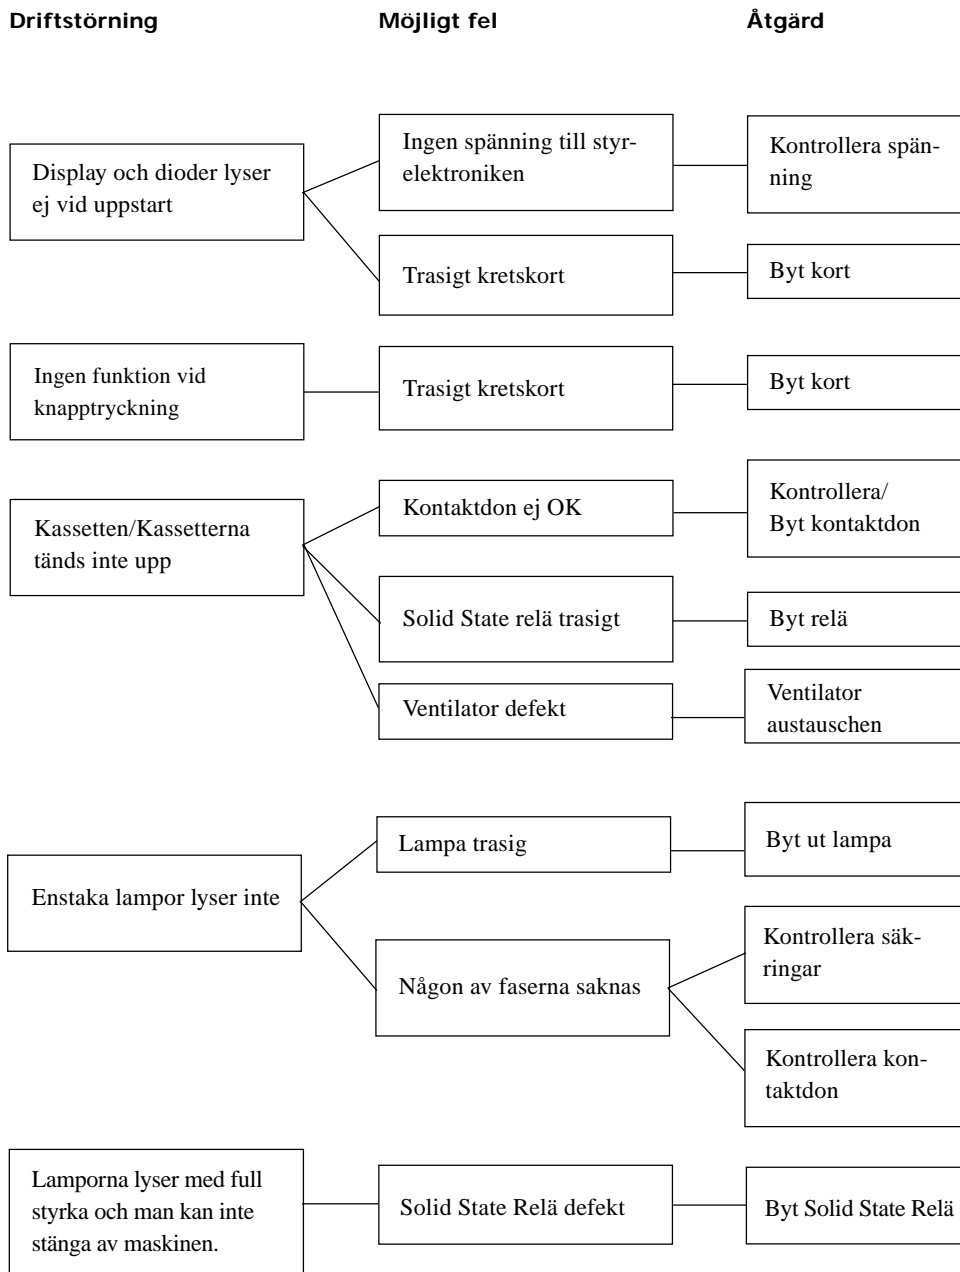 Driftstörning Möjligt fel Åtgärd
Display och dioder lyser
ej vid uppstart
Ingen spänning till styr-
elektroniken
Kontrollera spän-
ning
Trasigt kretskort
Byt kort
Ingen funktion vid
knapptryckning
Trasigt kretskort
Byt kort
Kassetten/Kassetterna
tänds inte upp
Kontaktdon ej OK
Kontrollera/
Byt kontaktdon
Solid State relä trasigt
Byt relä
Ventilator defekt
Ventilator
austauschen
Enstaka lampor lyser inte
Lampa trasig
Byt ut lampa
Någon av faserna saknas
Kontrollera säk-
ringar
Kontrollera kon-
taktdon
Lamporna lyser med full
styrka och man kan inte
stänga av maskinen.
Solid State Relä defekt
Byt Solid State Relä